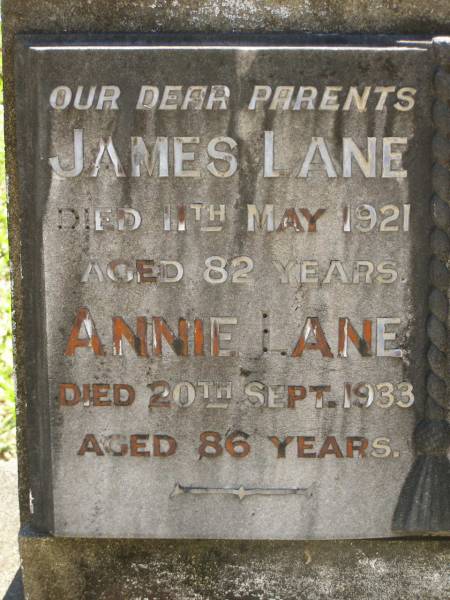 OUR DEAR PARENTS
JAMES LANE
DIED 11TH MAY 1921
AGED 82 YEARS.
ANNIE LANE
DIED 20TH SEPT. 1933
AGED 86 YEARS.